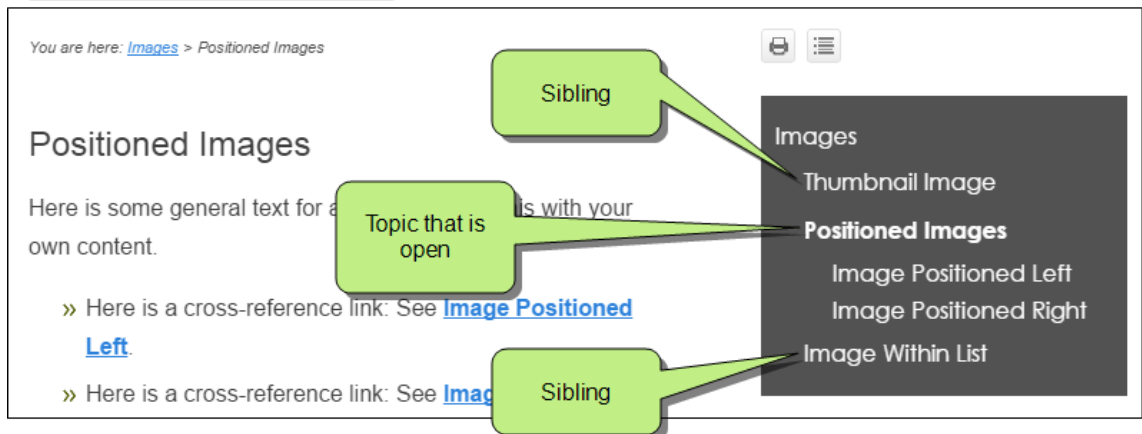 You are here: Images > Positioned Images
Positioned Images
Here is some general text for a is with your
own content.
» Here is a cross-reference link: See Image Positioned
Left.
» Here is a cross-reference link: See
Sibling
Topic that is
open
Sibling
Images
Thumbnail Image
Positioned Images
Image Positioned Left
Image Positioned Right
Image Within List